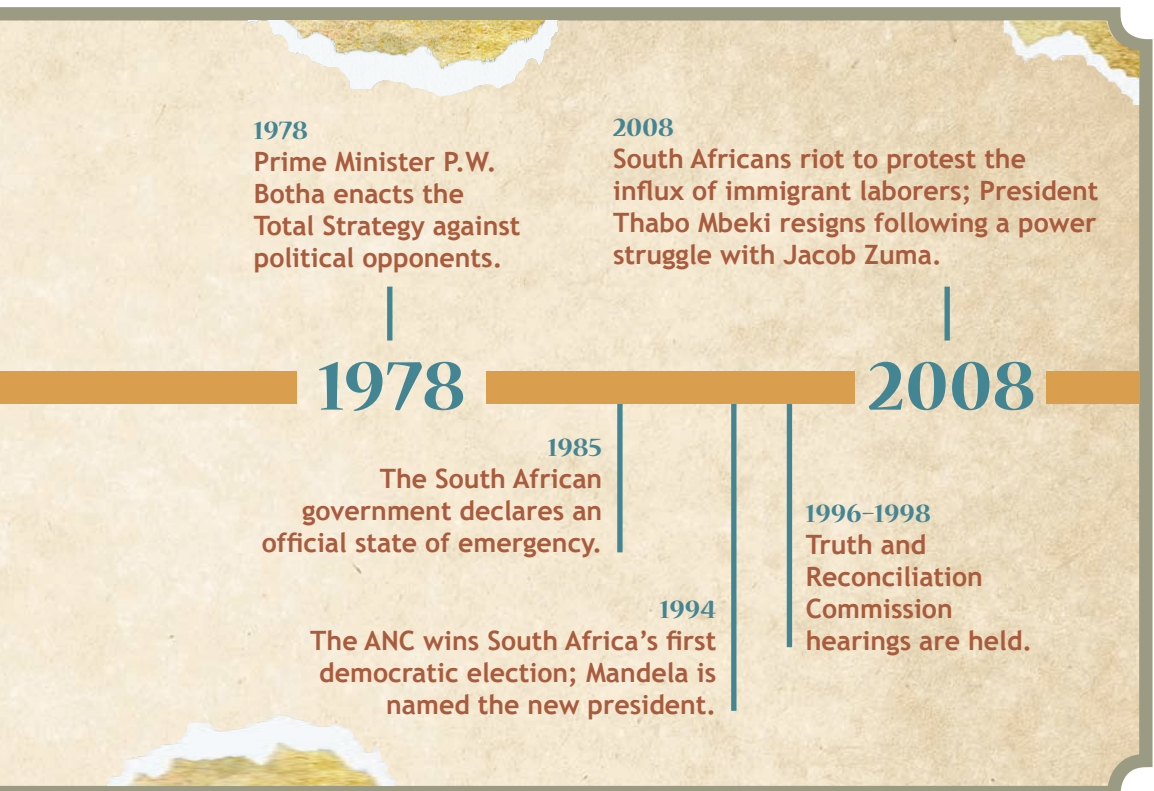 1978
Prime Minister P.W.
Botha enacts the
Total Strategy against
political opponents.
2008
South Africans riot to protest the
influx of immigrant laborers; President
Thabo Mbeki resigns following a power
struggle with Jacob Zuma.
1978
2008
1985
The South African
government declares an
official state of emergency.
1994
The ANC wins South Africa’s first
democratic election; Mandela is
named the new president.
1996–1998
Truth and
Reconciliation
Commission
hearings are held.